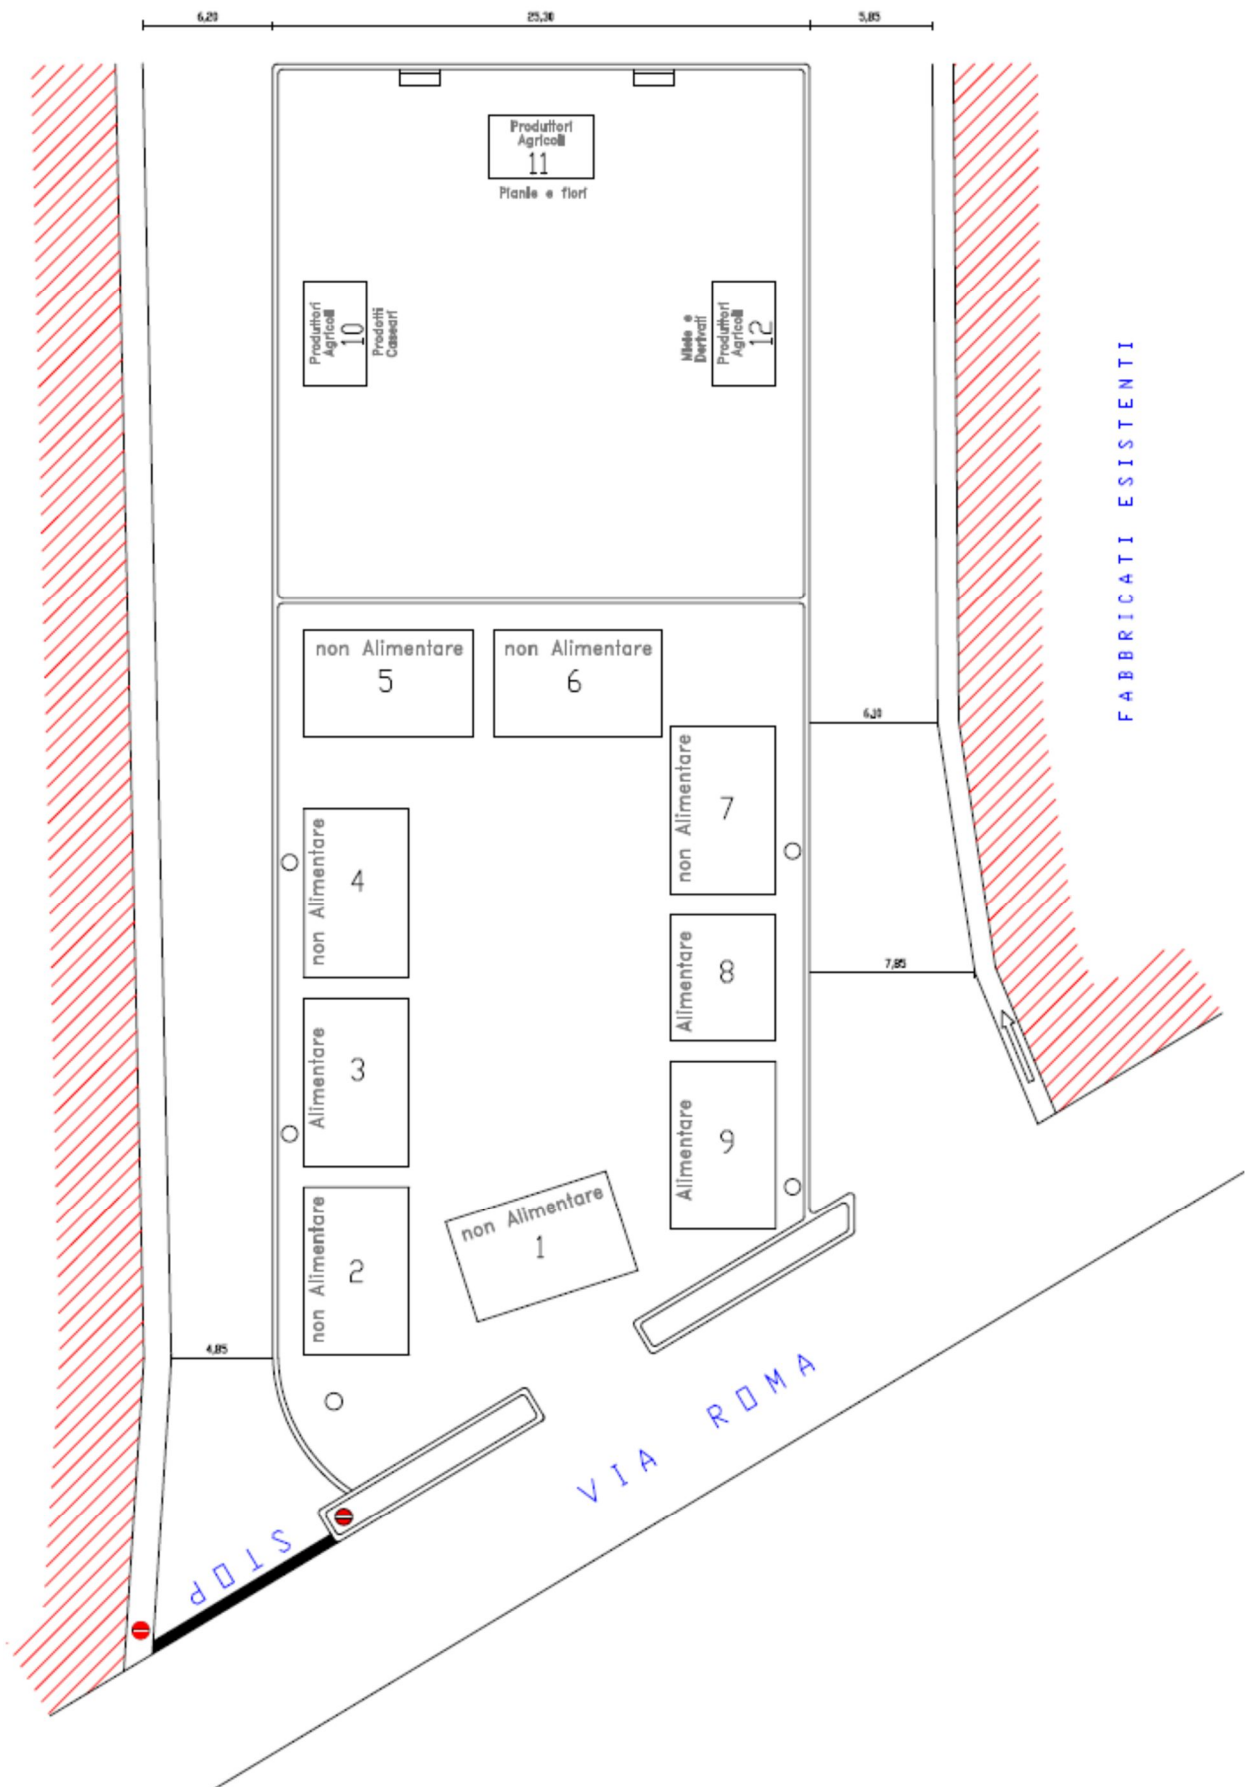 6,20
25,30
5,85
Produttori
Agricoli
11
Piante e fiori
Produttori
Agricoli
10
Prodotti
Caseari
Miele e
Derivati
Produttori
Agricoli
12
FABBRICATI ESISTENTI
non Alimentare
5
non Alimentare
6
6,10
non Alimentare
7
non Alimentare
4
Alimentare
8
7,85
Alimentare
3
Alimentare
9
non Alimentare
1
non Alimentare
2
4,85
VIA ROMA
STOP